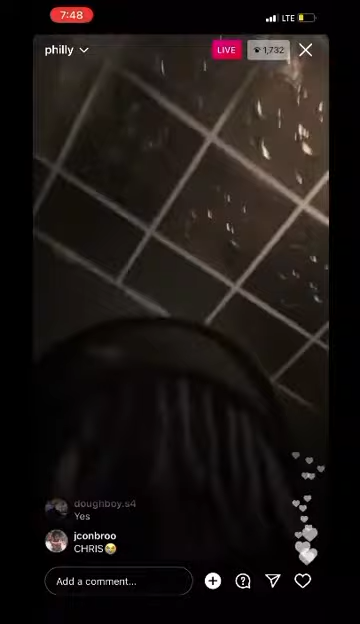 7:48
LTE
philly
LIVE
1,732
doughboy.s4
Yes
jconbroo
CHRIS😭
Add a comment...